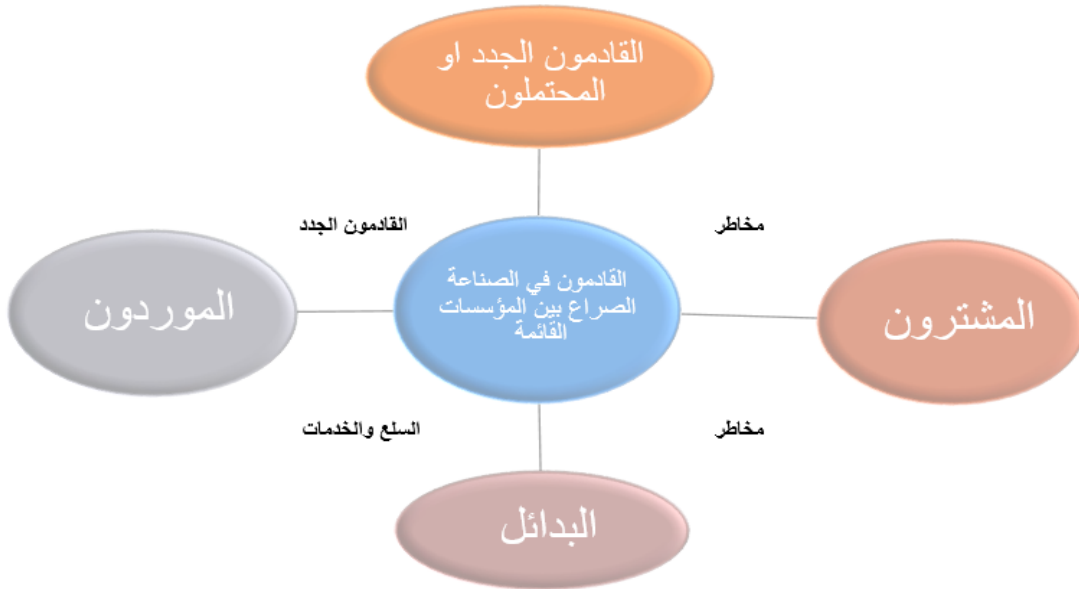 القادمون الجدد او
المحتملون
مخاطر
القادمون الجدد
المشترون
القادمون في الصناعة
الصراع بين المؤسسات
القائمة
الموردون
مخاطر
السلع والخدمات
البدائل